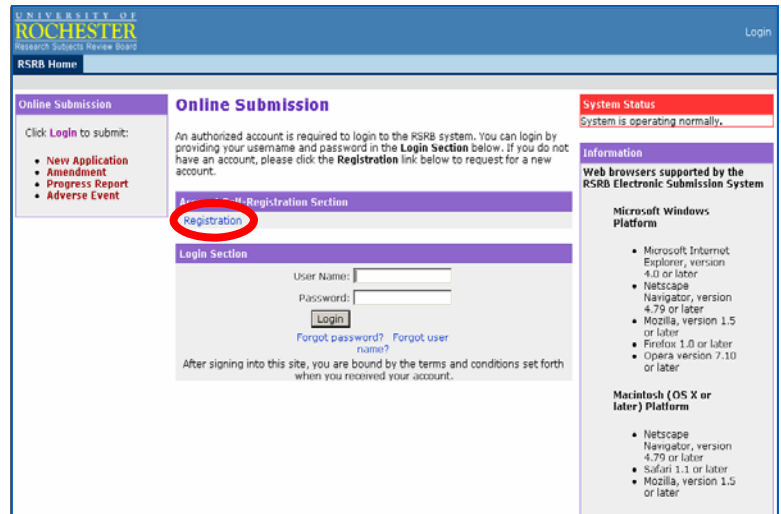 UNIVERSITY OF
ROCHESTER
Research Subjects Review Board
Login
RSRB Home
Online Submission
Click Login to submit:
• New Application
• Amendment
• Progress Report
• Adverse Event
Online Submission
An authorized account is required to login to the RSRB system. You can login by
providing your username and password in the Login Section below. If you do not
have an account, please click the Registration link below to request for a new
account.
Account Self-Registration Section
Registration
Login Section
User Name:
Password:
Login
Forgot password? Forgot user
name?
After signing into this site, you are bound by the terms and conditions set forth
when you received your account.
System Status
System is operating normally.
Information
Web browsers supported by the
RSRB Electronic Submission System
Microsoft Windows
Platform
• Microsoft Internet
Explorer, version
4.0 or later
• Netscape
Navigator, version
4.79 or later
• Mozilla, version 1.5
or later
• Firefox 1.0 or later
• Opera version 7.10
or later
Macintosh (OS X or
later) Platform
• Netscape
Navigator, version
4.79 or later
• Safari 1.1 or later
• Mozilla, version 1.5
or later